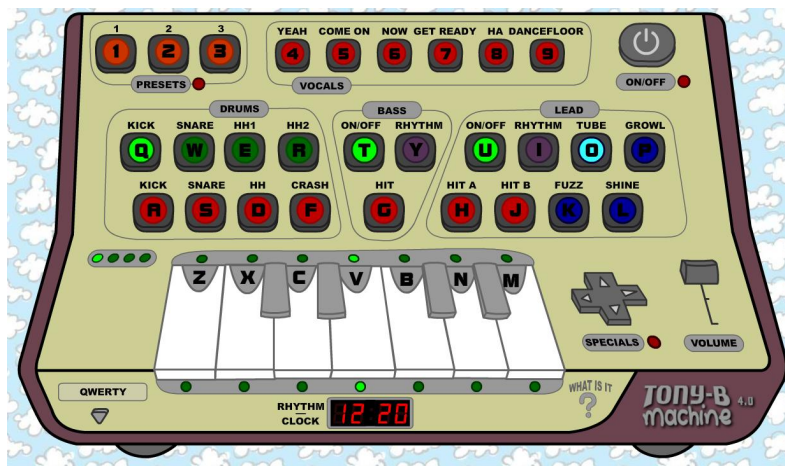 1 2 3
1 2 3
PRESETS
YEAH COME ON NOW GET READY HA DANCEFLOOR
4 5 6 7 8 9
VOCALS
ON/OFF
DRUMS
KICK SNARE HH1 HH2
Q W E R
KICK SNARE HH CRASH
A S D F
BASS
ON/OFF RHYTHM
T Y
HIT
G
LEAD
ON/OFF RHYTHM TUBE GROWL
U I O P
HIT A HIT B FUZZ SHINE
H J K L
Z X C V B N M
SPECIALS
VOLUME
QWERTY
RHYTHM
CLOCK
12 20
WHAT IS IT
?
TONY-B 4.0
machine